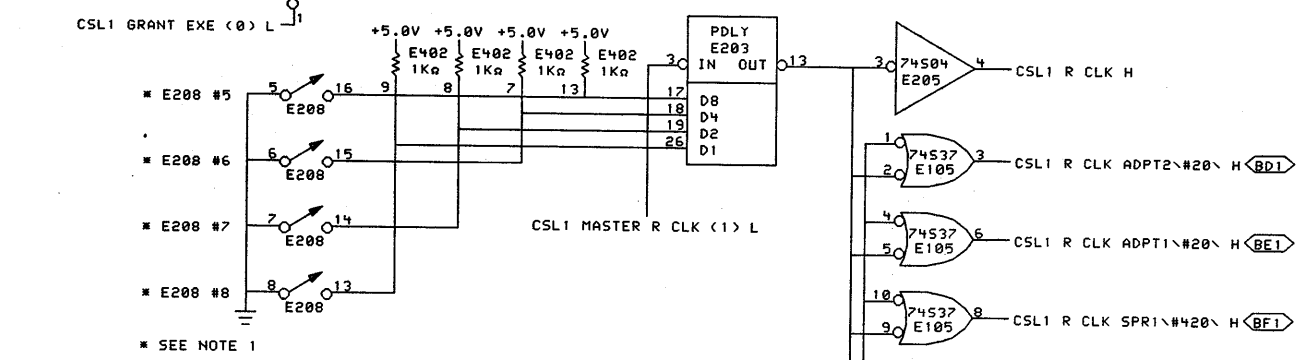 CSL1 GRANT EXE (0) L
1
+5.0V +5.0V +5.0V +5.0V
E402 E402 E402 E402
1KΩ 1KΩ 1KΩ 1KΩ
9 8 7 13
PDLY
E203
3 IN OUT 13
17 D8
18 D4
19 D2
26 D1
3 74S04 4
E205
CSL1 R CLK H
* E208 #5
5 16
E208
* E208 #6
6 15
E208
* E208 #7
7 14
E208
* E208 #8
8 13
E208
* SEE NOTE 1
CSL1 MASTER R CLK (1) L
1
2
74S37
E105
3
CSL1 R CLK ADPT2\#20\ H BD1
4
5
74S37
E105
6
CSL1 R CLK ADPT1\#20\ H BE1
10
9
74S37
E105
8
CSL1 R CLK SPR1\#420\ H BF1